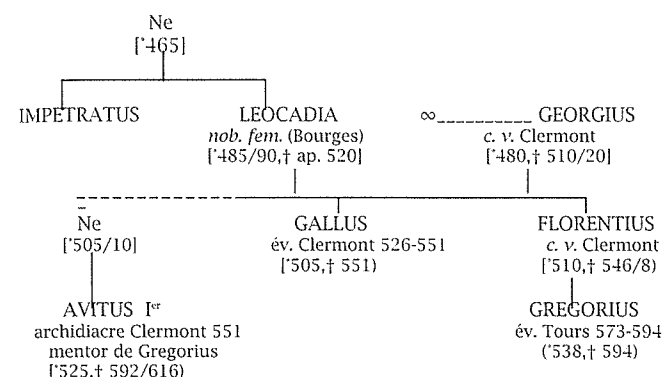 Ne
[*465]
IMPETRATUS LEOCADIA ∞__________ GEORGIUS
nob. fem. (Bourges) c. v. Clermont
[*485/90,† ap. 520] [*480,† 510/20]
Ne GALLUS FLORENTIUS
[*505/10] év. Clermont 526-551 c. v. Clermont
[*505,† 551) [*510,† 546/8)
AVITUS Ier GREGORIUS
archidiacre Clermont 551 év. Tours 573-594
mentor de Gregorius (*538,† 594)
[*525,† 592/616)